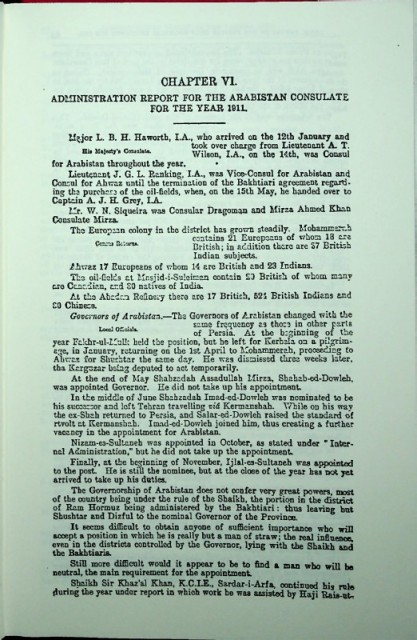 CHAPTER VI.
ADMINISTRATION REPORT FOR THE ARABISTAN CONSULATE
FOR THE YEAR 1911.
Major L. B. H. Haworth, I.A., who arrived on the 12th January and
took over charge from Lieutenant A. T.
His Majesty's Consulate.
Wilson, I.A., on the 14th, was Consul
for Arabistan throughout the year.
Lieutenant J. G. L. Ranking, I.A., was Vice-Consul for Arabistan and
Consul for Ahwaz until the termination of the Bakhtiari agreement regard-
ing the purchase of the oil-fields, when, on the 15th May, he handed over to
Captain A. J. H. Grey, I.A.
Mr. W. N. Siqueira was Consular Dragoman and Mirza Ahmed Khan
Consulate Mirza.
The European colony in the district has grown steadily. Mohammerah
contains 21 Europeans of whom 18 are
Census Returns.
British; in addition there are 37 British
Indian subjects.
Ahwaz 17 Europeans of whom 14 are British and 23 Indians.
The oil-fields at Masjid-i-Suleiman contain 29 British of whom many
are Canadian, and 30 natives of India.
At the Abadan Refinery there are 17 British, 521 British Indians and
Chinese.
Governors of Arabistan.—The Governors of Arabistan changed with the
same frequency as those in other parts
Local Officials.
of Persia. At the beginning of the
year Fakhr-ul-Mulk held the position, but he left for Kerbela on a pilgrim-
age, in January, returning on the 1st April to Mohammerah, proceeding to
Ahwaz for Shushtar the same day. He was dismissed three weeks later,
the Karguzar being deputed to act temporarily.
At the end of May Shahzadah Assadullah Mirza, Shahab-ed-Dowleh,
was appointed Governor. He did not take up his appointment.
In the middle of June Shahzadah Imad-ed-Dowleh was nominated to be
his successor and left Tehran travelling viâ Kermanshah. While on his way
the ex-Shah returned to Persia, and Salar-ed-Dowleh raised the standard of
revolt at Kermanshah. Imad-ed-Dowleh joined him, thus creating a further
vacancy in the appointment for Arabistan.
Nizam-es-Sultaneh was appointed in October, as stated under "Inter-
nal Administration," but he did not take up the appointment.
Finally, at the beginning of November, Ijlal-es-Sultaneh was appointed
to the post. He is still the nominee, but at the close of the year has not yet
arrived to take up his duties.
The Governorship of Arabistan does not confer very great powers, most
of the country being under the rule of the Shaikh, the portion in the district
of Ram Hormuz being administered by the Bakhtiari: thus leaving but
Shushtar and Dizful to the nominal Governor of the Province.
It seems difficult to obtain anyone of sufficient importance who will
accept a position in which he is really but a man of straw; the real influence,
even in the districts controlled by the Governor, lying with the Shaikh and
the Bakhtiaris.
Still more difficult would it appear to be to find a man who will be
neutral, the main requirement for the appointment.
Shaikh Sir Khaz'al Khan, K.C.I.E., Sardar-i-Arfa, continued his rule
during the year under report in which work he was assisted by Haji Rais-ut-